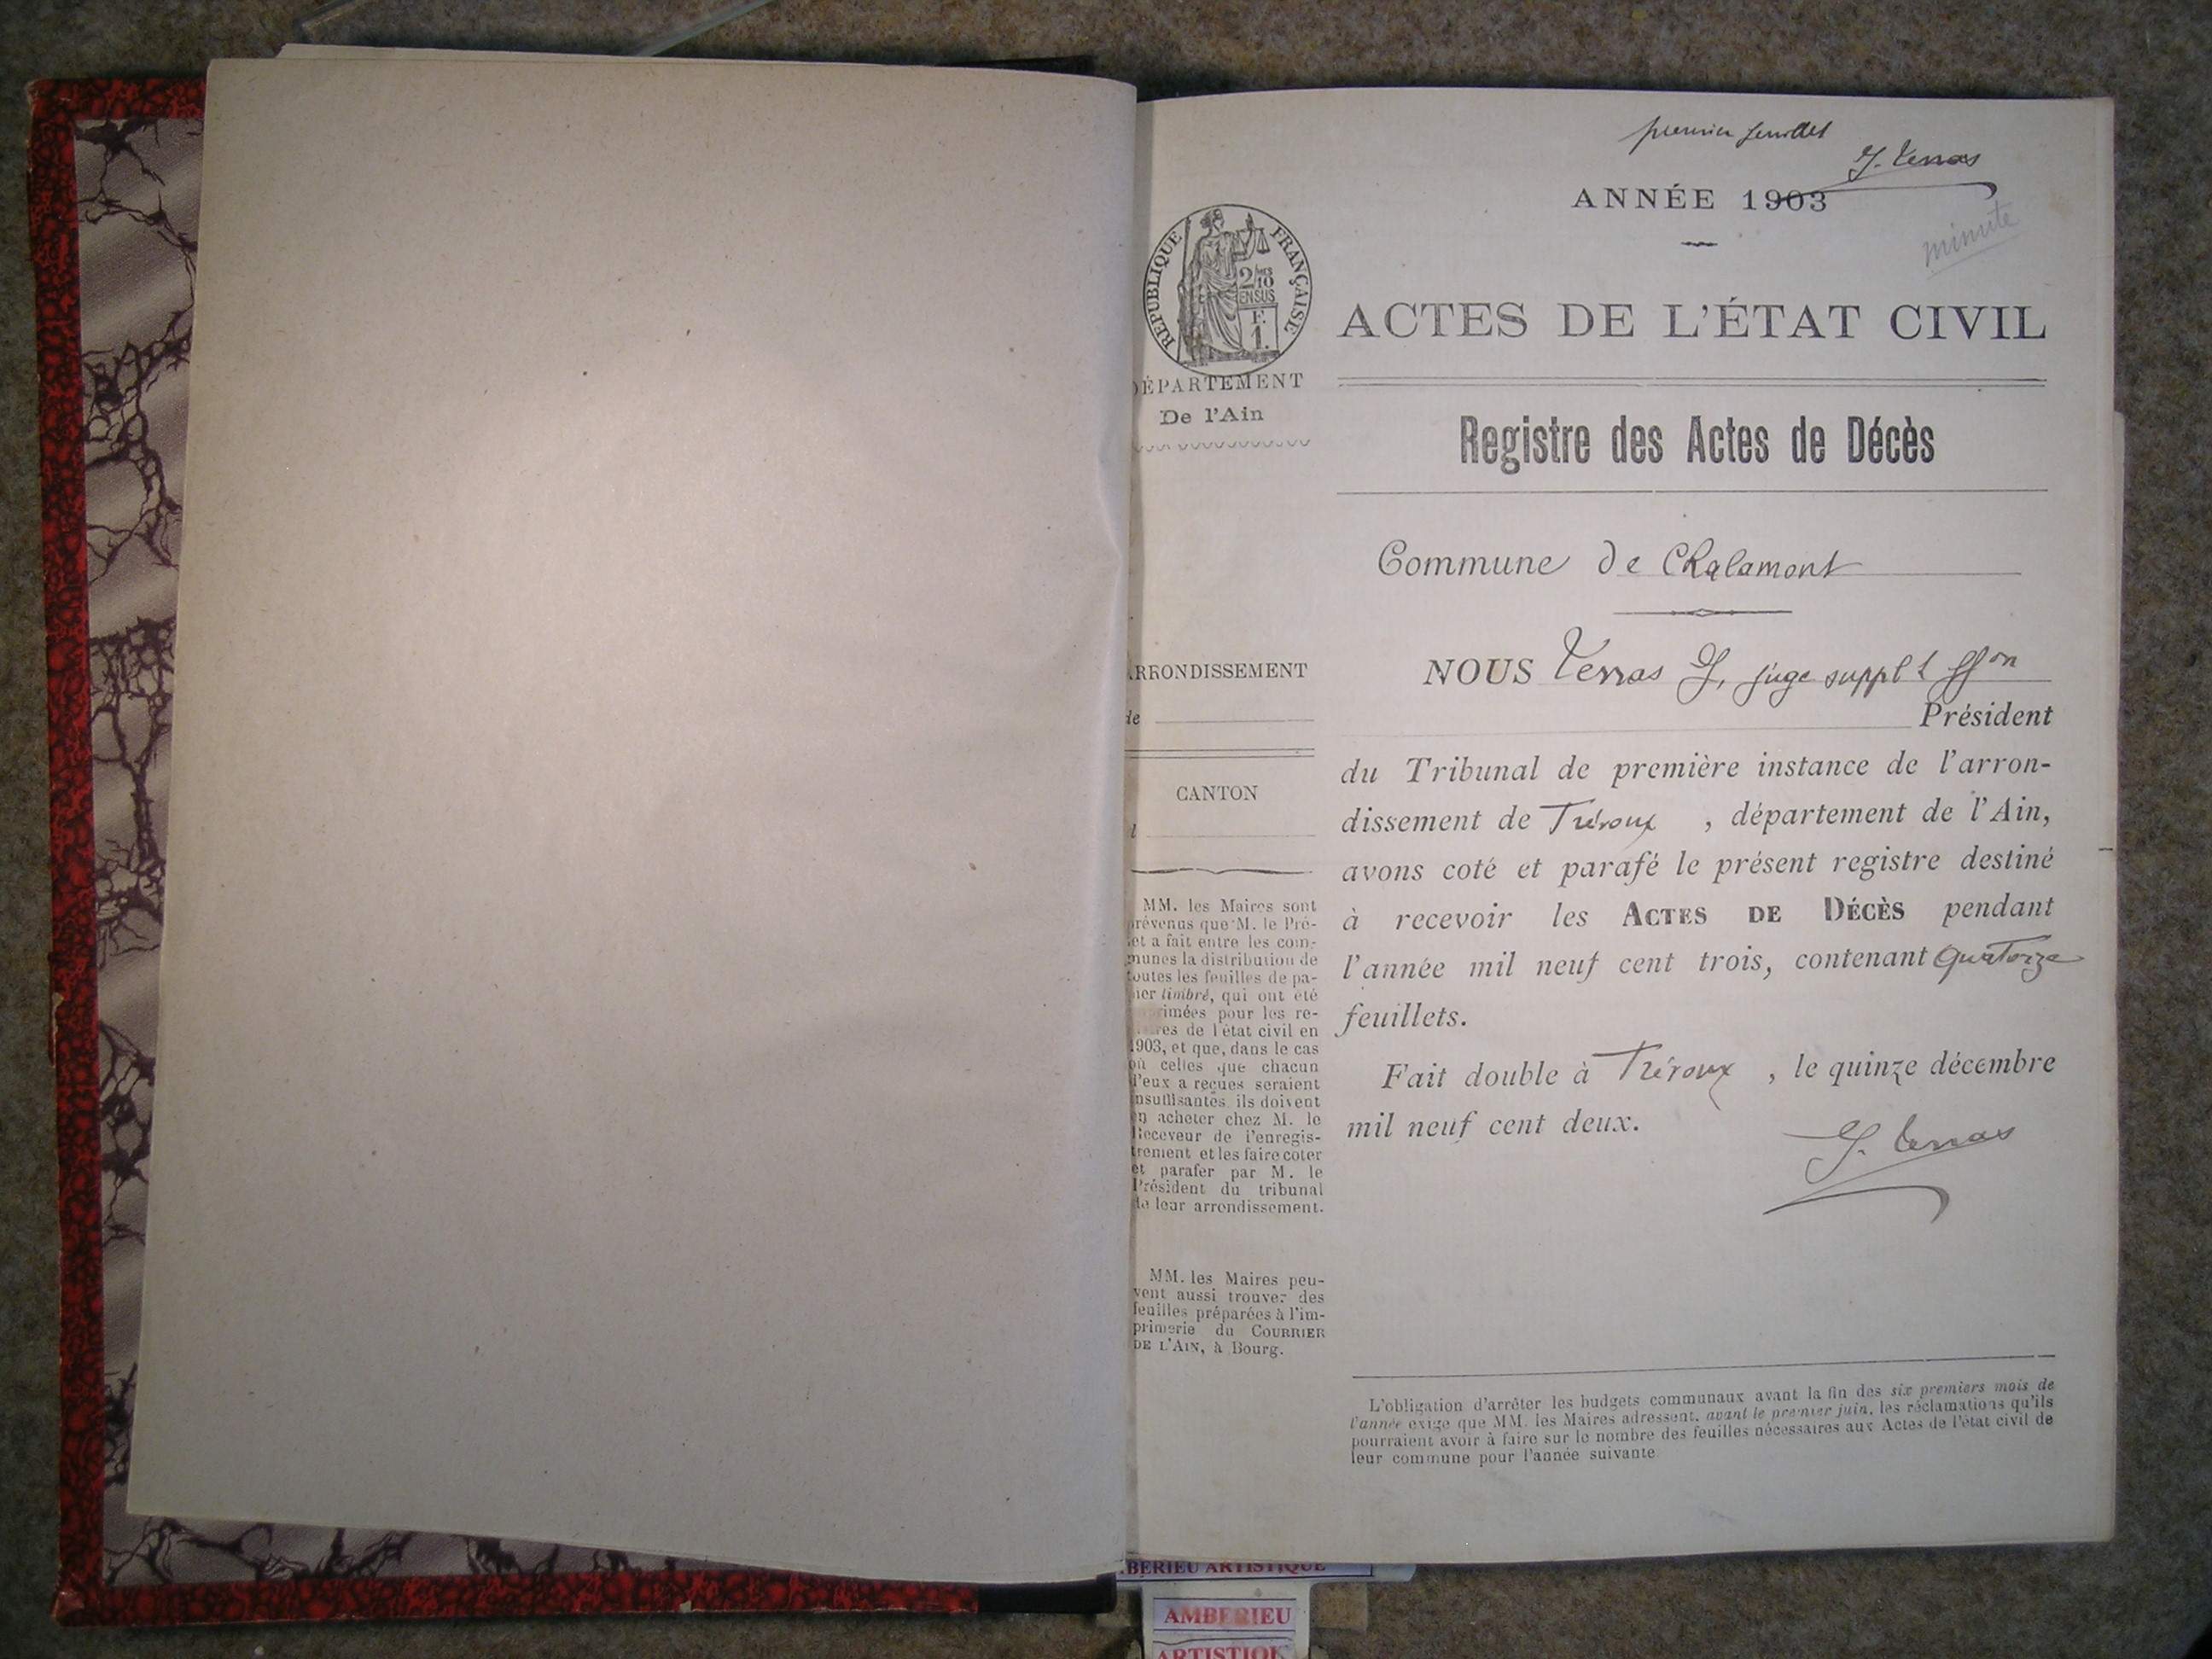 premier feuillet
J. Terras
ANNÉE 1903
minute
RÉPUBLIQUE FRANÇAISE
2/10
EN SUS
F.
1.
ACTES DE L'ÉTAT CIVIL
DÉPARTEMENT
De l'Ain
Registre des Actes de Décès
Commune de Chalamont
NOUS Terras J, juge suppl t ffon
Président
du Tribunal de première instance de l'arron-
dissement de Trévoux , département de l'Ain,
avons coté et parafé le présent registre destiné
à recevoir les ACTES DE DÉCÈS pendant
l'année mil neuf cent trois, contenant quatorze
feuillets.
Fait double à Trévoux , le quinze décembre
mil neuf cent deux.
J. Terras
RRONDISSEMENT
de
CANTON
MM. les Maires sont
prévenus que M. le Pré-
et a fait entre les com-
munes la distribution de
toutes les feuilles de pa-
pier timbré, qui ont été
rimées pour les re-
res de l'état civil en
1903, et que, dans le cas
où celles que chacun
d'eux a reçues seraient
insuffisantes, ils doivent
en acheter chez M. le
Receveur de l'enregis-
trement et les faire coter
et parafer par M. le
Président du tribunal
de leur arrondissement.
MM. les Maires peu-
vent aussi trouver des
feuilles préparées à l'im-
primerie du COURRIER
DE L'AIN, à Bourg.
L'obligation d'arrêter les budgets communaux avant la fin des six premiers mois de
l'année exige que MM. les Maires adressent, avant le premier juin, les réclamations qu'ils
pourraient avoir à faire sur le nombre des feuilles nécessaires aux Actes de l'état civil de
leur commune pour l'année suivante.
BERIEU ARTISTIQUE
AMBERIEU
ARTISTIQU